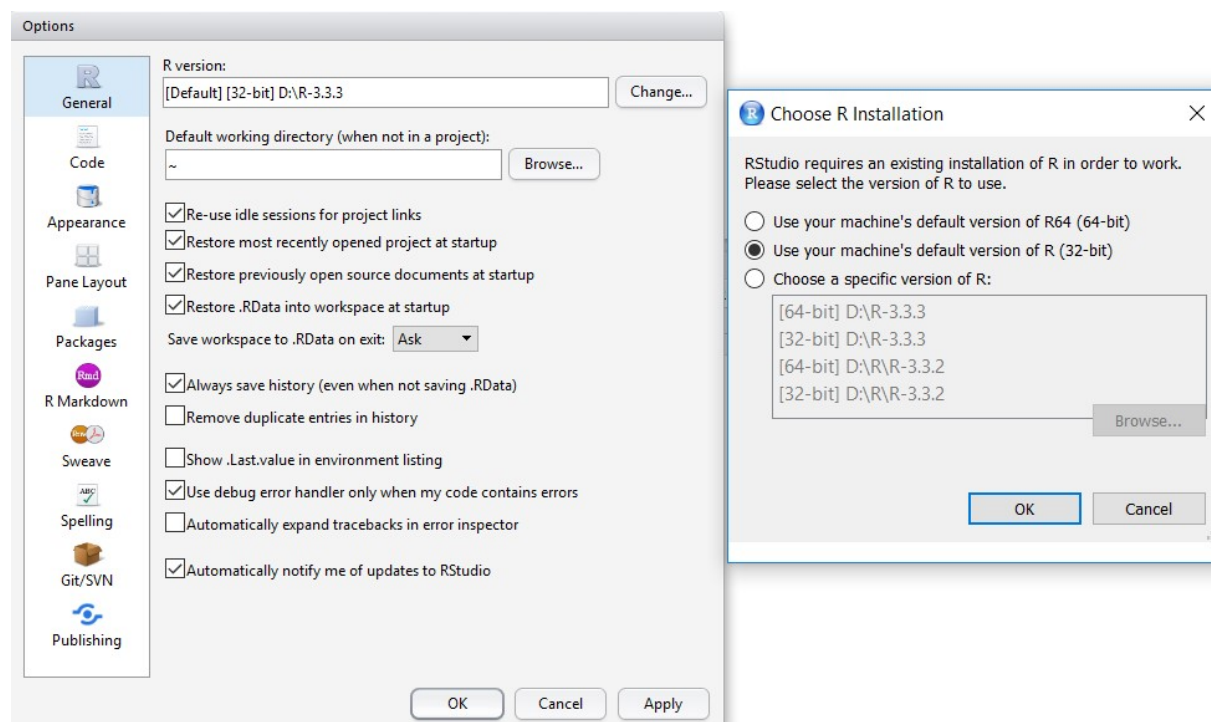 Options
General
Code
Appearance
Pane Layout
Packages
Rmd
R Markdown
Sweave
ABC
Spelling
Git/SVN
Publishing
R version:
[Default] [32-bit] D:\R-3.3.3
Change...
Default working directory (when not in a project):
~
Browse...
Re-use idle sessions for project links
Restore most recently opened project at startup
Restore previously open source documents at startup
Restore .RData into workspace at startup
Save workspace to .RData on exit: Ask
Always save history (even when not saving .RData)
Remove duplicate entries in history
Show .Last.value in environment listing
Use debug error handler only when my code contains errors
Automatically expand tracebacks in error inspector
Automatically notify me of updates to RStudio
OK Cancel Apply
R Choose R Installation
RStudio requires an existing installation of R in order to work.
Please select the version of R to use.
Use your machine's default version of R64 (64-bit)
Use your machine's default version of R (32-bit)
Choose a specific version of R:
[64-bit] D:\R-3.3.3
[32-bit] D:\R-3.3.3
[64-bit] D:\R\R-3.3.2
[32-bit] D:\R\R-3.3.2
Browse...
OK Cancel